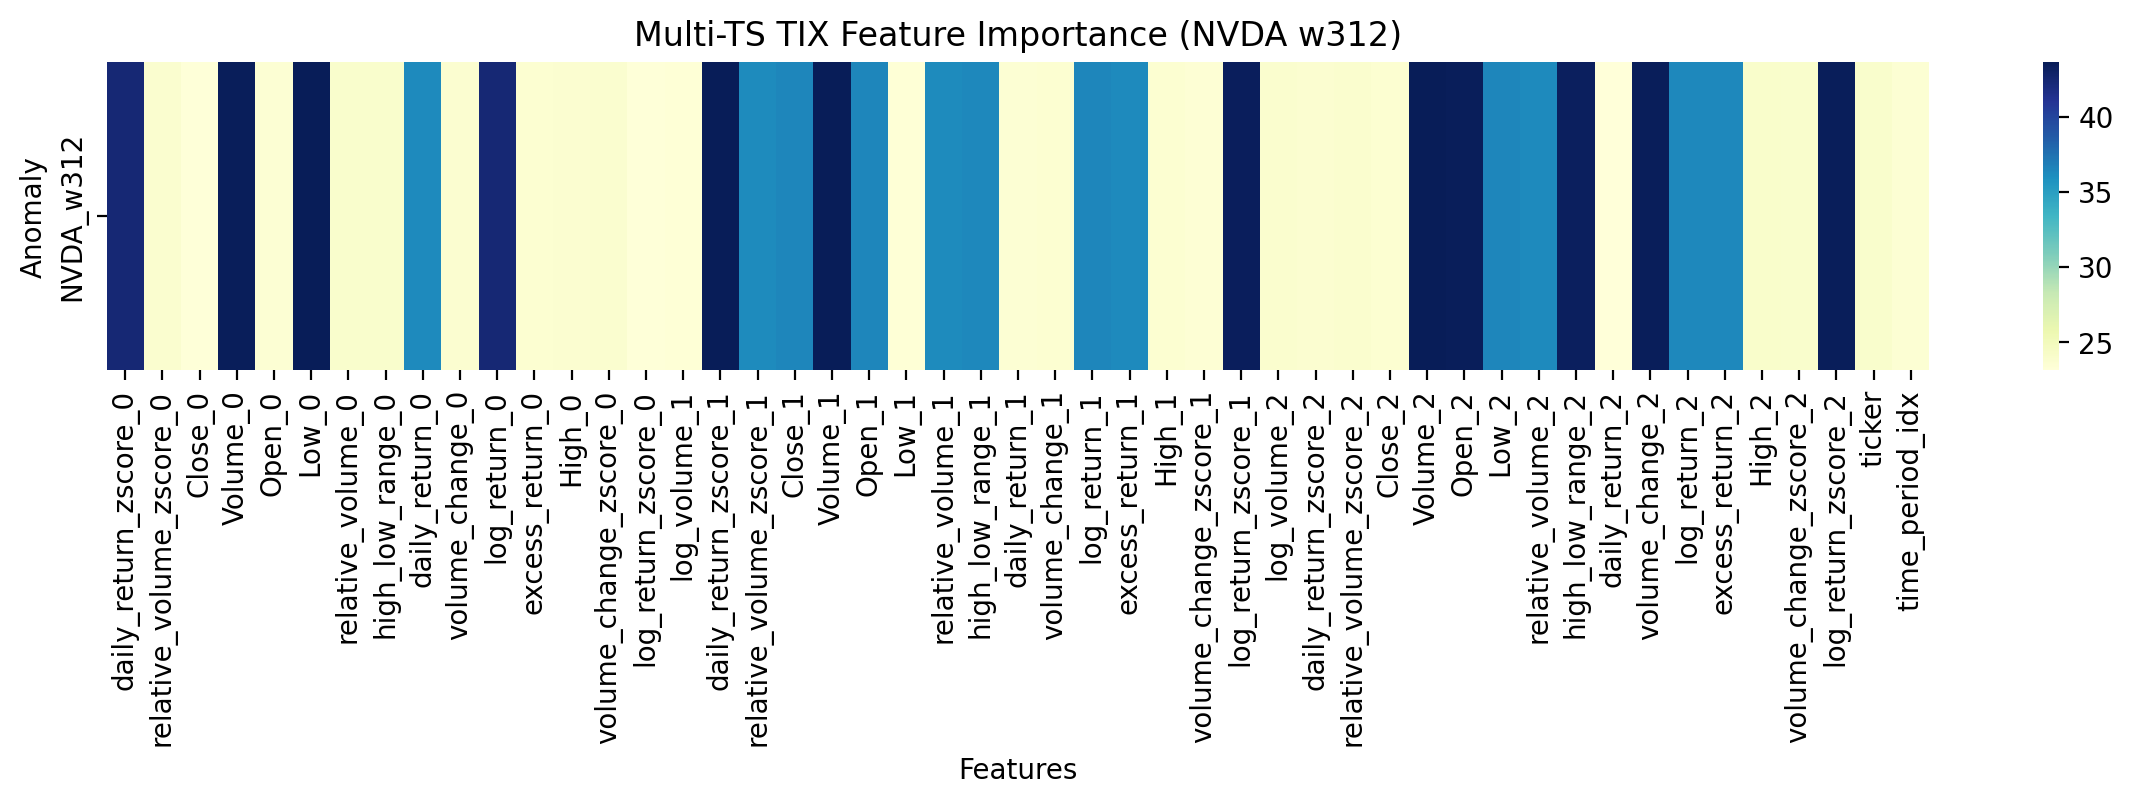 Multi-TS TIX Feature Importance (NVDA w312)
Anomaly
NVDA_w312
40
35
30
25
daily_return_zscore_0
relative_volume_zscore_0
Close_0
Volume_0
Open_0
Low_0
relative_volume_0
high_low_range_0
daily_return_0
volume_change_0
log_return_0
excess_return_0
High_0
volume_change_zscore_0
log_return_zscore_0
log_volume_1
daily_return_zscore_1
relative_volume_zscore_1
Close_1
Volume_1
Open_1
Low_1
relative_volume_1
high_low_range_1
daily_return_1
volume_change_1
log_return_1
excess_return_1
High_1
volume_change_zscore_1
log_return_zscore_1
log_volume_2
daily_return_zscore_2
relative_volume_zscore_2
Close_2
Volume_2
Open_2
Low_2
relative_volume_2
high_low_range_2
daily_return_2
volume_change_2
log_return_2
excess_return_2
High_2
volume_change_zscore_2
log_return_zscore_2
ticker
time_period_idx
Features